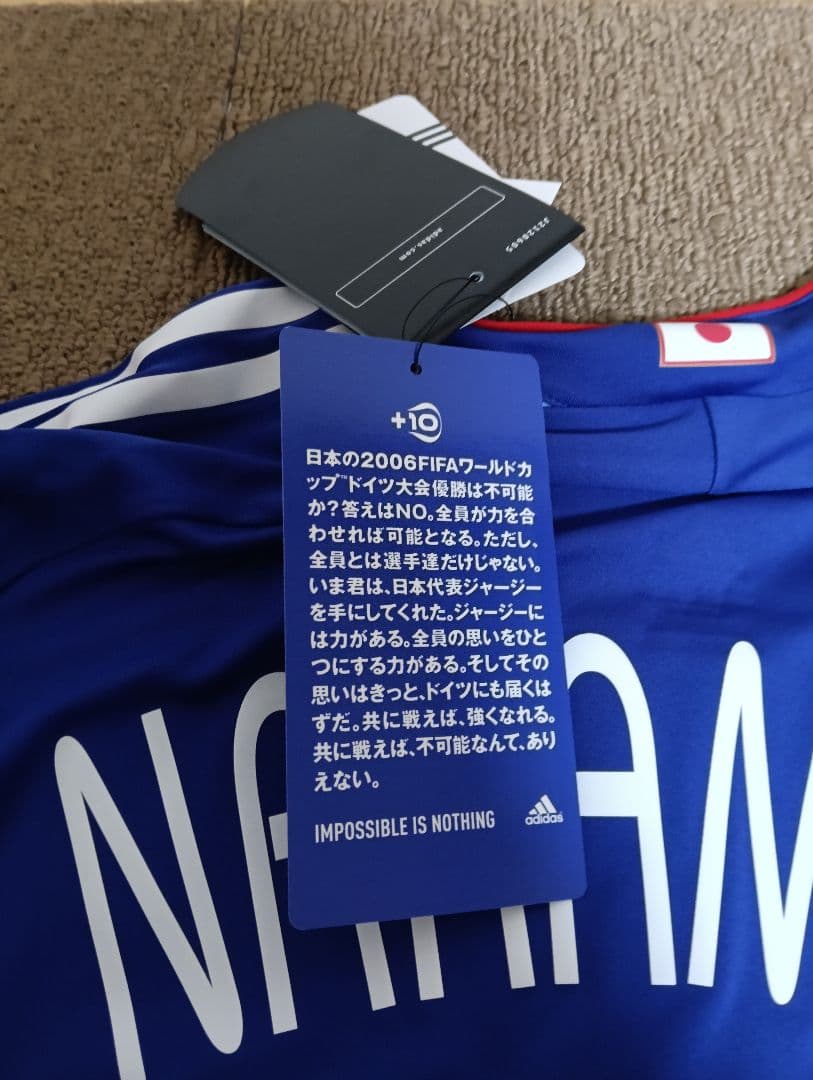 32128605
adidas.com
+10
日本の2006FIFAワールドカ
ップ™ドイツ大会優勝は不可能
か?答えはNO。全員が力を合
わせれば可能となる。ただし、
全員とは選手達だけじゃない。
いま君は、日本代表ジャージー
を手にしてくれた。ジャージーに
は力がある。全員の思いをひと
つにする力がある。そしてその
思いはきっと、ドイツにも届くは
ずだ。共に戦えば、強くなれる。
共に戦えば、不可能なんて、あり
えない。
IMPOSSIBLE IS NOTHING
adidas